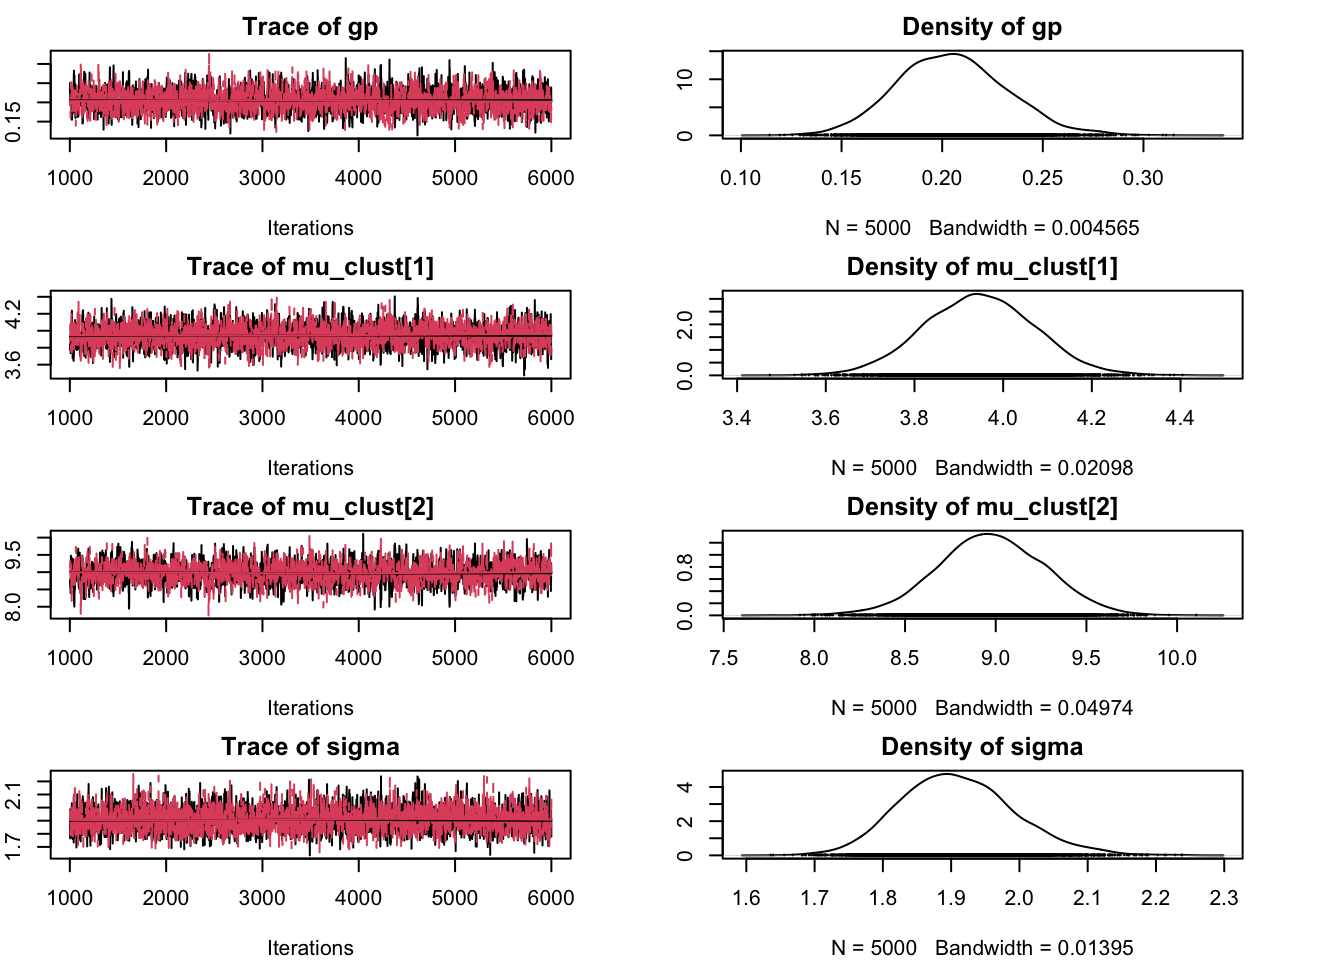 Trace of gp
0.15
1000 2000 3000 4000 5000 6000
Iterations
Density of gp
0 10
0.10 0.15 0.20 0.25 0.30
N = 5000 Bandwidth = 0.004565
Trace of mu_clust[1]
3.6 4.2
1000 2000 3000 4000 5000 6000
Iterations
Density of mu_clust[1]
0.0 2.0
3.4 3.6 3.8 4.0 4.2 4.4
N = 5000 Bandwidth = 0.02098
Trace of mu_clust[2]
8.0 9.5
1000 2000 3000 4000 5000 6000
Iterations
Density of mu_clust[2]
0.0 0.8
7.5 8.0 8.5 9.0 9.5 10.0
N = 5000 Bandwidth = 0.04974
Trace of sigma
1.7 2.1
1000 2000 3000 4000 5000 6000
Iterations
Density of sigma
0 2 4
1.6 1.7 1.8 1.9 2.0 2.1 2.2 2.3
N = 5000 Bandwidth = 0.01395